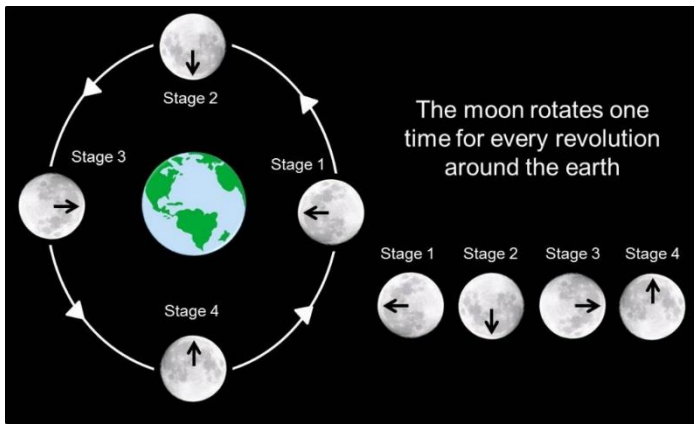 Stage 2
Stage 3
Stage 1
Stage 4
The moon rotates one
time for every revolution
around the earth
Stage 1 Stage 2 Stage 3 Stage 4